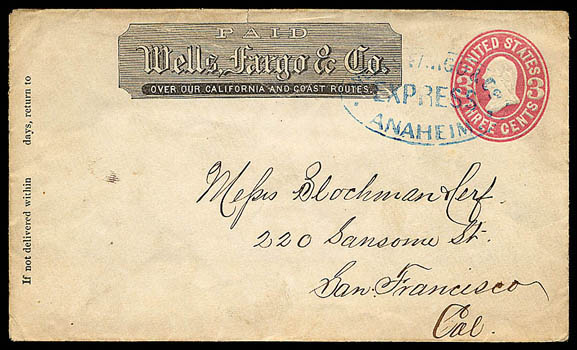 PAID
Wells, Fargo & Co.
OVER OUR CALIFORNIA AND COAST ROUTES.
EXPRESS
ANAHEIM
UNITED STATES
THREE CENTS
If not delivered within days, return to
Messrs Blochman & Cerf.
220 Sansome St.
San Francisco
Cal.